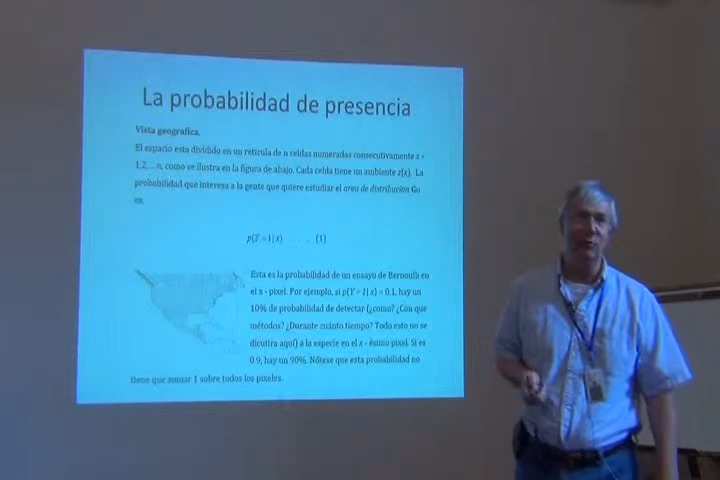 La probabilidad de presencia
Vista geografica.
El espacio esta dividido en un reticula de n celdas numeradas consecutivamente x =
1,2,...n, como se ilustra en la figura de abajo. Cada celda tiene un ambiente z(x). La
probabilidad que interesa a la gente que quiere estudiar el area de distribucion Go
es:
p(Y = 1 | x) . . . . (1)
Esta es la probabilidad de un ensayo de Bernoulli en
el x - pixel. Por ejemplo, si p(Y = 1 | x) = 0.1, hay un
10% de probabilidad de detectar (¿como? ¿Con que
métodos? ¿Durante cuánto tiempo? Todo esto no se
dicutira aquí) a la especie en el x - ésimo pixel. Si es
0.9, hay un 90%. Nótese que esta probabilidad no
tiene que sumar 1 sobre todos los pixeles.